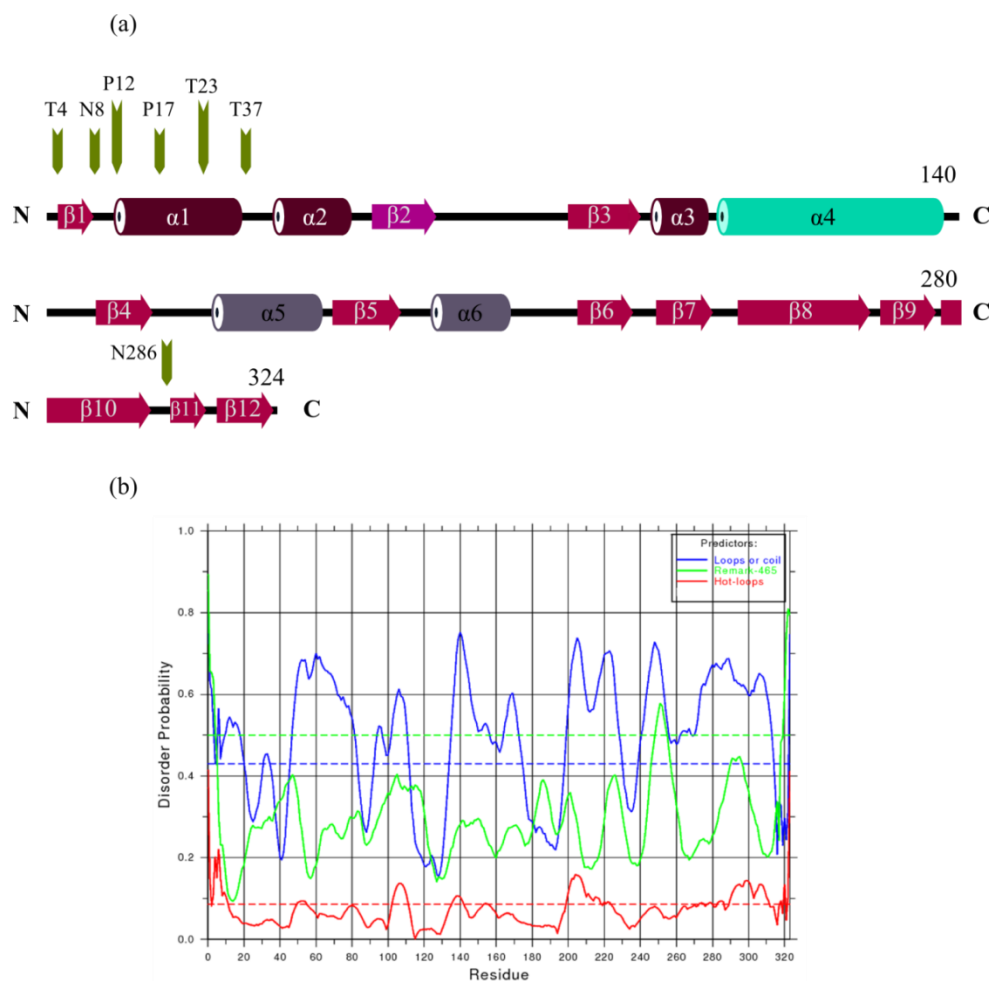 (a)
P12 T23
T4 N8 P17 T37
140
N β1 α1 α2 β2 β3 α3 α4 C
280
N β4 α5 β5 α6 β6 β7 β8 β9 C
N286 324
N β10 β11 β12 C
(b)
1.0
Predictors:
Loops or coil
Remark-465
Hot-loops
0.8
0.6
0.4
0.2
0.0
Disorder Probability
0 20 40 60 80 100 120 140 160 180 200 220 240 260 280 300 320
Residue